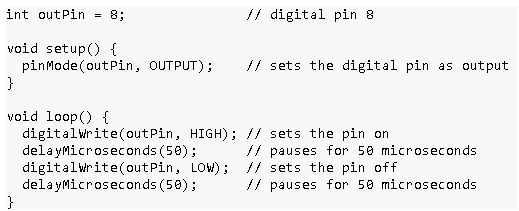 int outPin = 8;                 // digital pin 8

void setup() {
  pinMode(outPin, OUTPUT);      // sets the digital pin as output
}

void loop() {
  digitalWrite(outPin, HIGH); // sets the pin on
  delayMicroseconds(50);      // pauses for 50 microseconds
  digitalWrite(outPin, LOW);  // sets the pin off
  delayMicroseconds(50);      // pauses for 50 microseconds
}